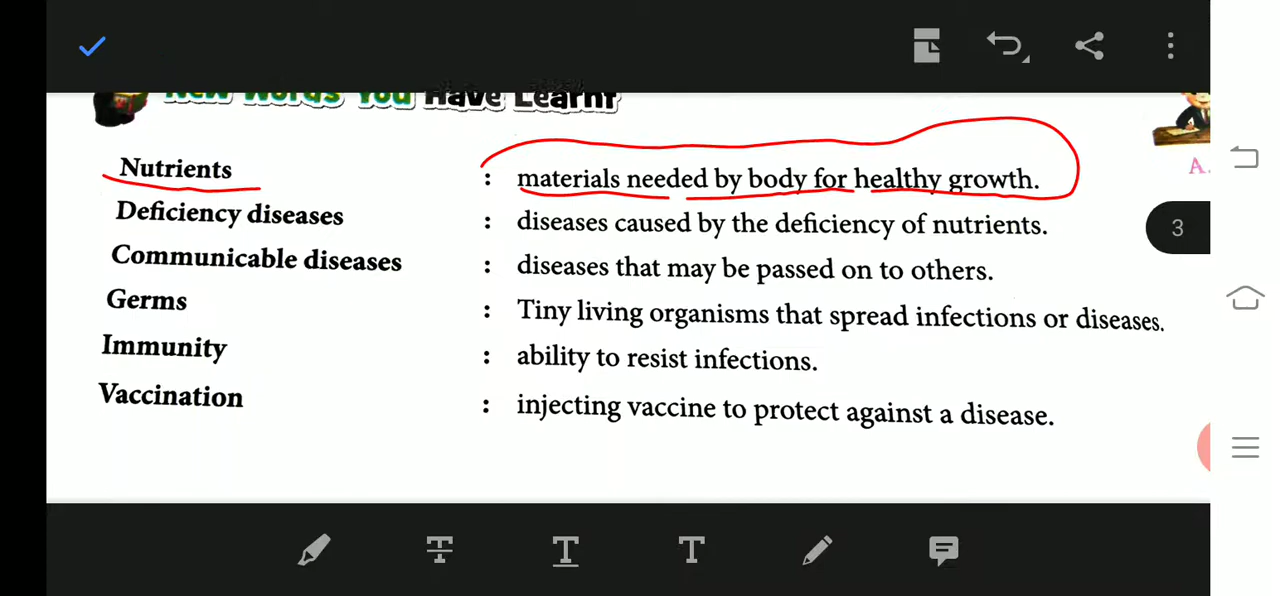 New Words You Have Learnt
Nutrients : materials needed by body for healthy growth.
A.
Deficiency diseases : diseases caused by the deficiency of nutrients.
3
Communicable diseases : diseases that may be passed on to others.
Germs : Tiny living organisms that spread infections or diseases.
Immunity : ability to resist infections.
Vaccination : injecting vaccine to protect against a disease.
T T T